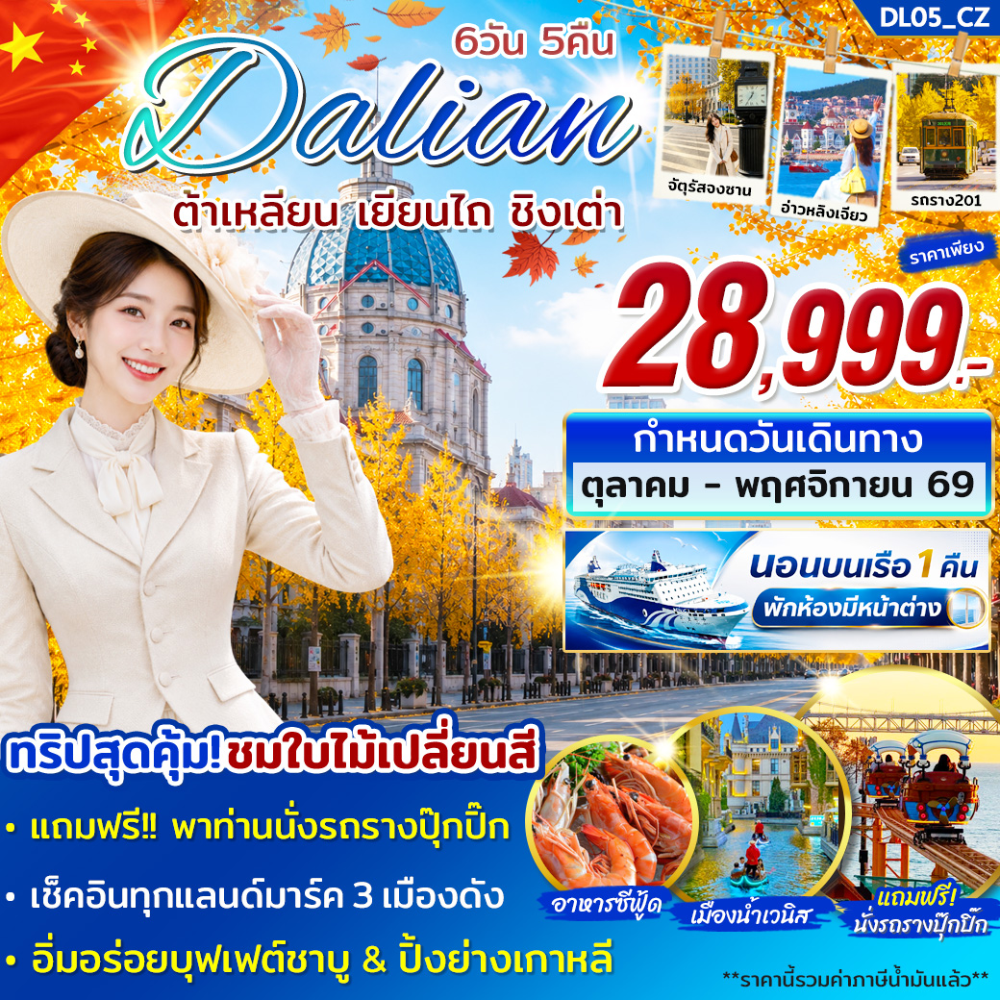 DL05_CZ
6วัน 5คืน
Dalian
ต้าเหลียน เยียนไถ ชิงเต่า
จัตุรัสจงซาน
อ่าวหลิงเจียว
รถราง201
ราคาเพียง
28,999.-
กำหนดวันเดินทาง
ตุลาคม - พฤศจิกายน 69
นอนบนเรือ 1 คืน
พักห้องมีหน้าต่าง
ทริปสุดคุ้ม! ชมใบไม้เปลี่ยนสี
• แถมฟรี!! พาท่านนั่งรถรางปุ๊กปิ๊ก
• เช็คอินทุกแลนด์มาร์ค 3 เมืองดัง
• อิ่มอร่อยบุฟเฟต์ชาบู & ปิ้งย่างเกาหลี
อาหารซีฟู้ด
เมืองน้ำเวนิส
แถมฟรี!
นั่งรถรางปุ๊กปิ๊ก
**ราคานี้รวมค่าภาษีน้ำมันแล้ว**